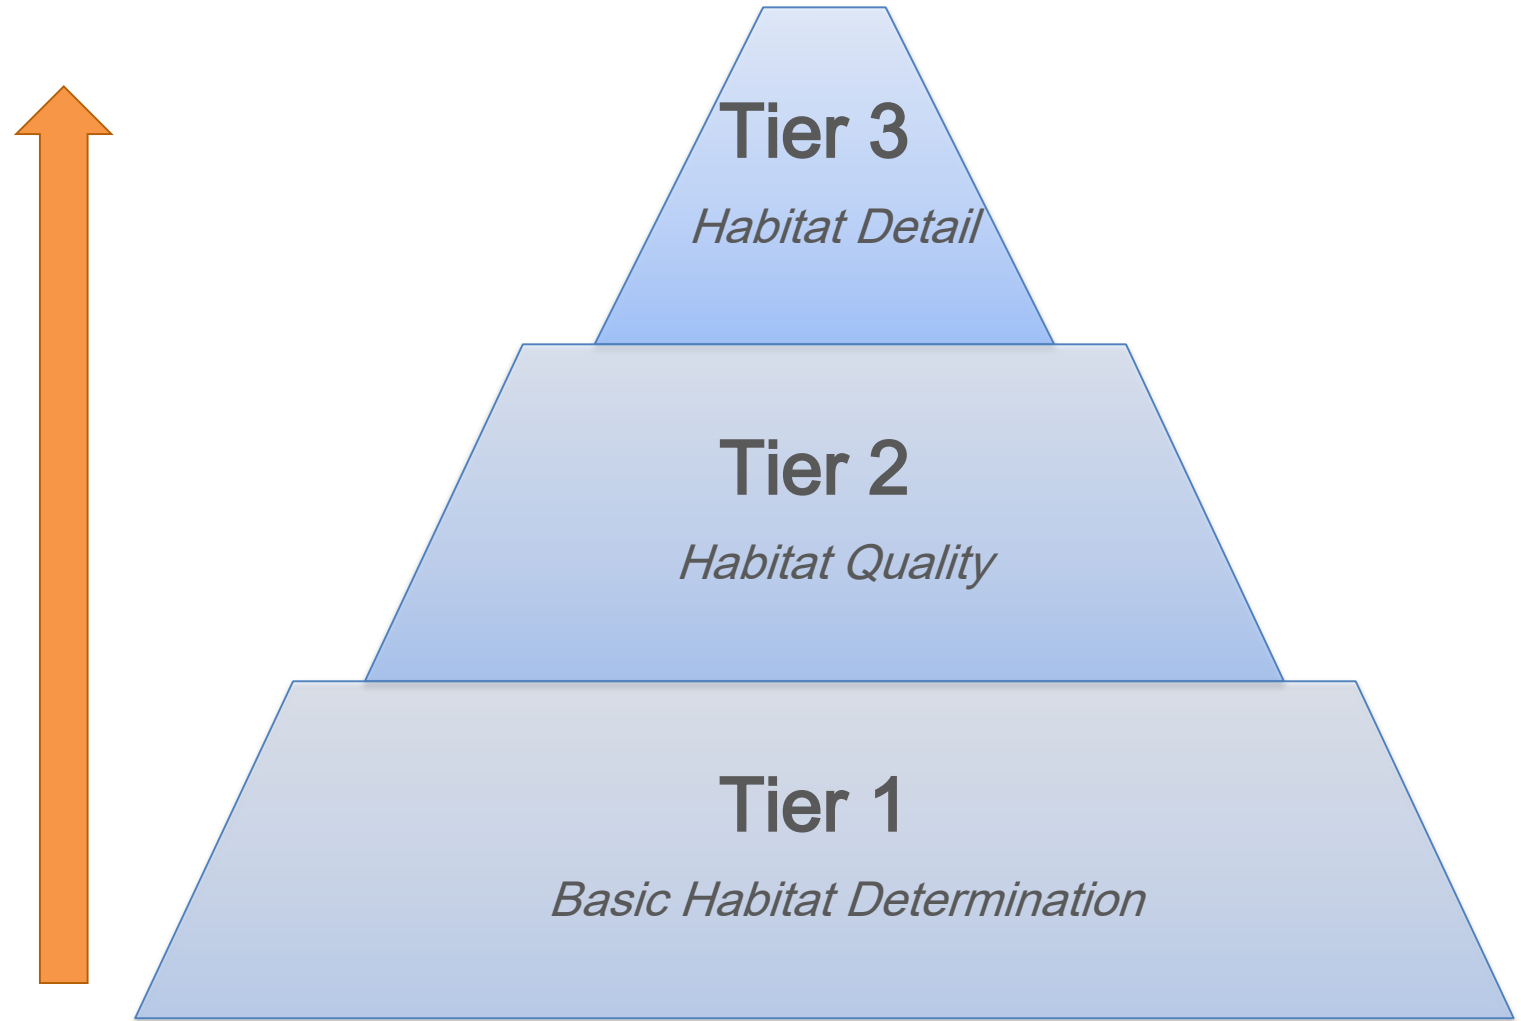 Tier 3
Habitat Detail
Tier 2
Habitat Quality
Tier 1
Basic Habitat Determination